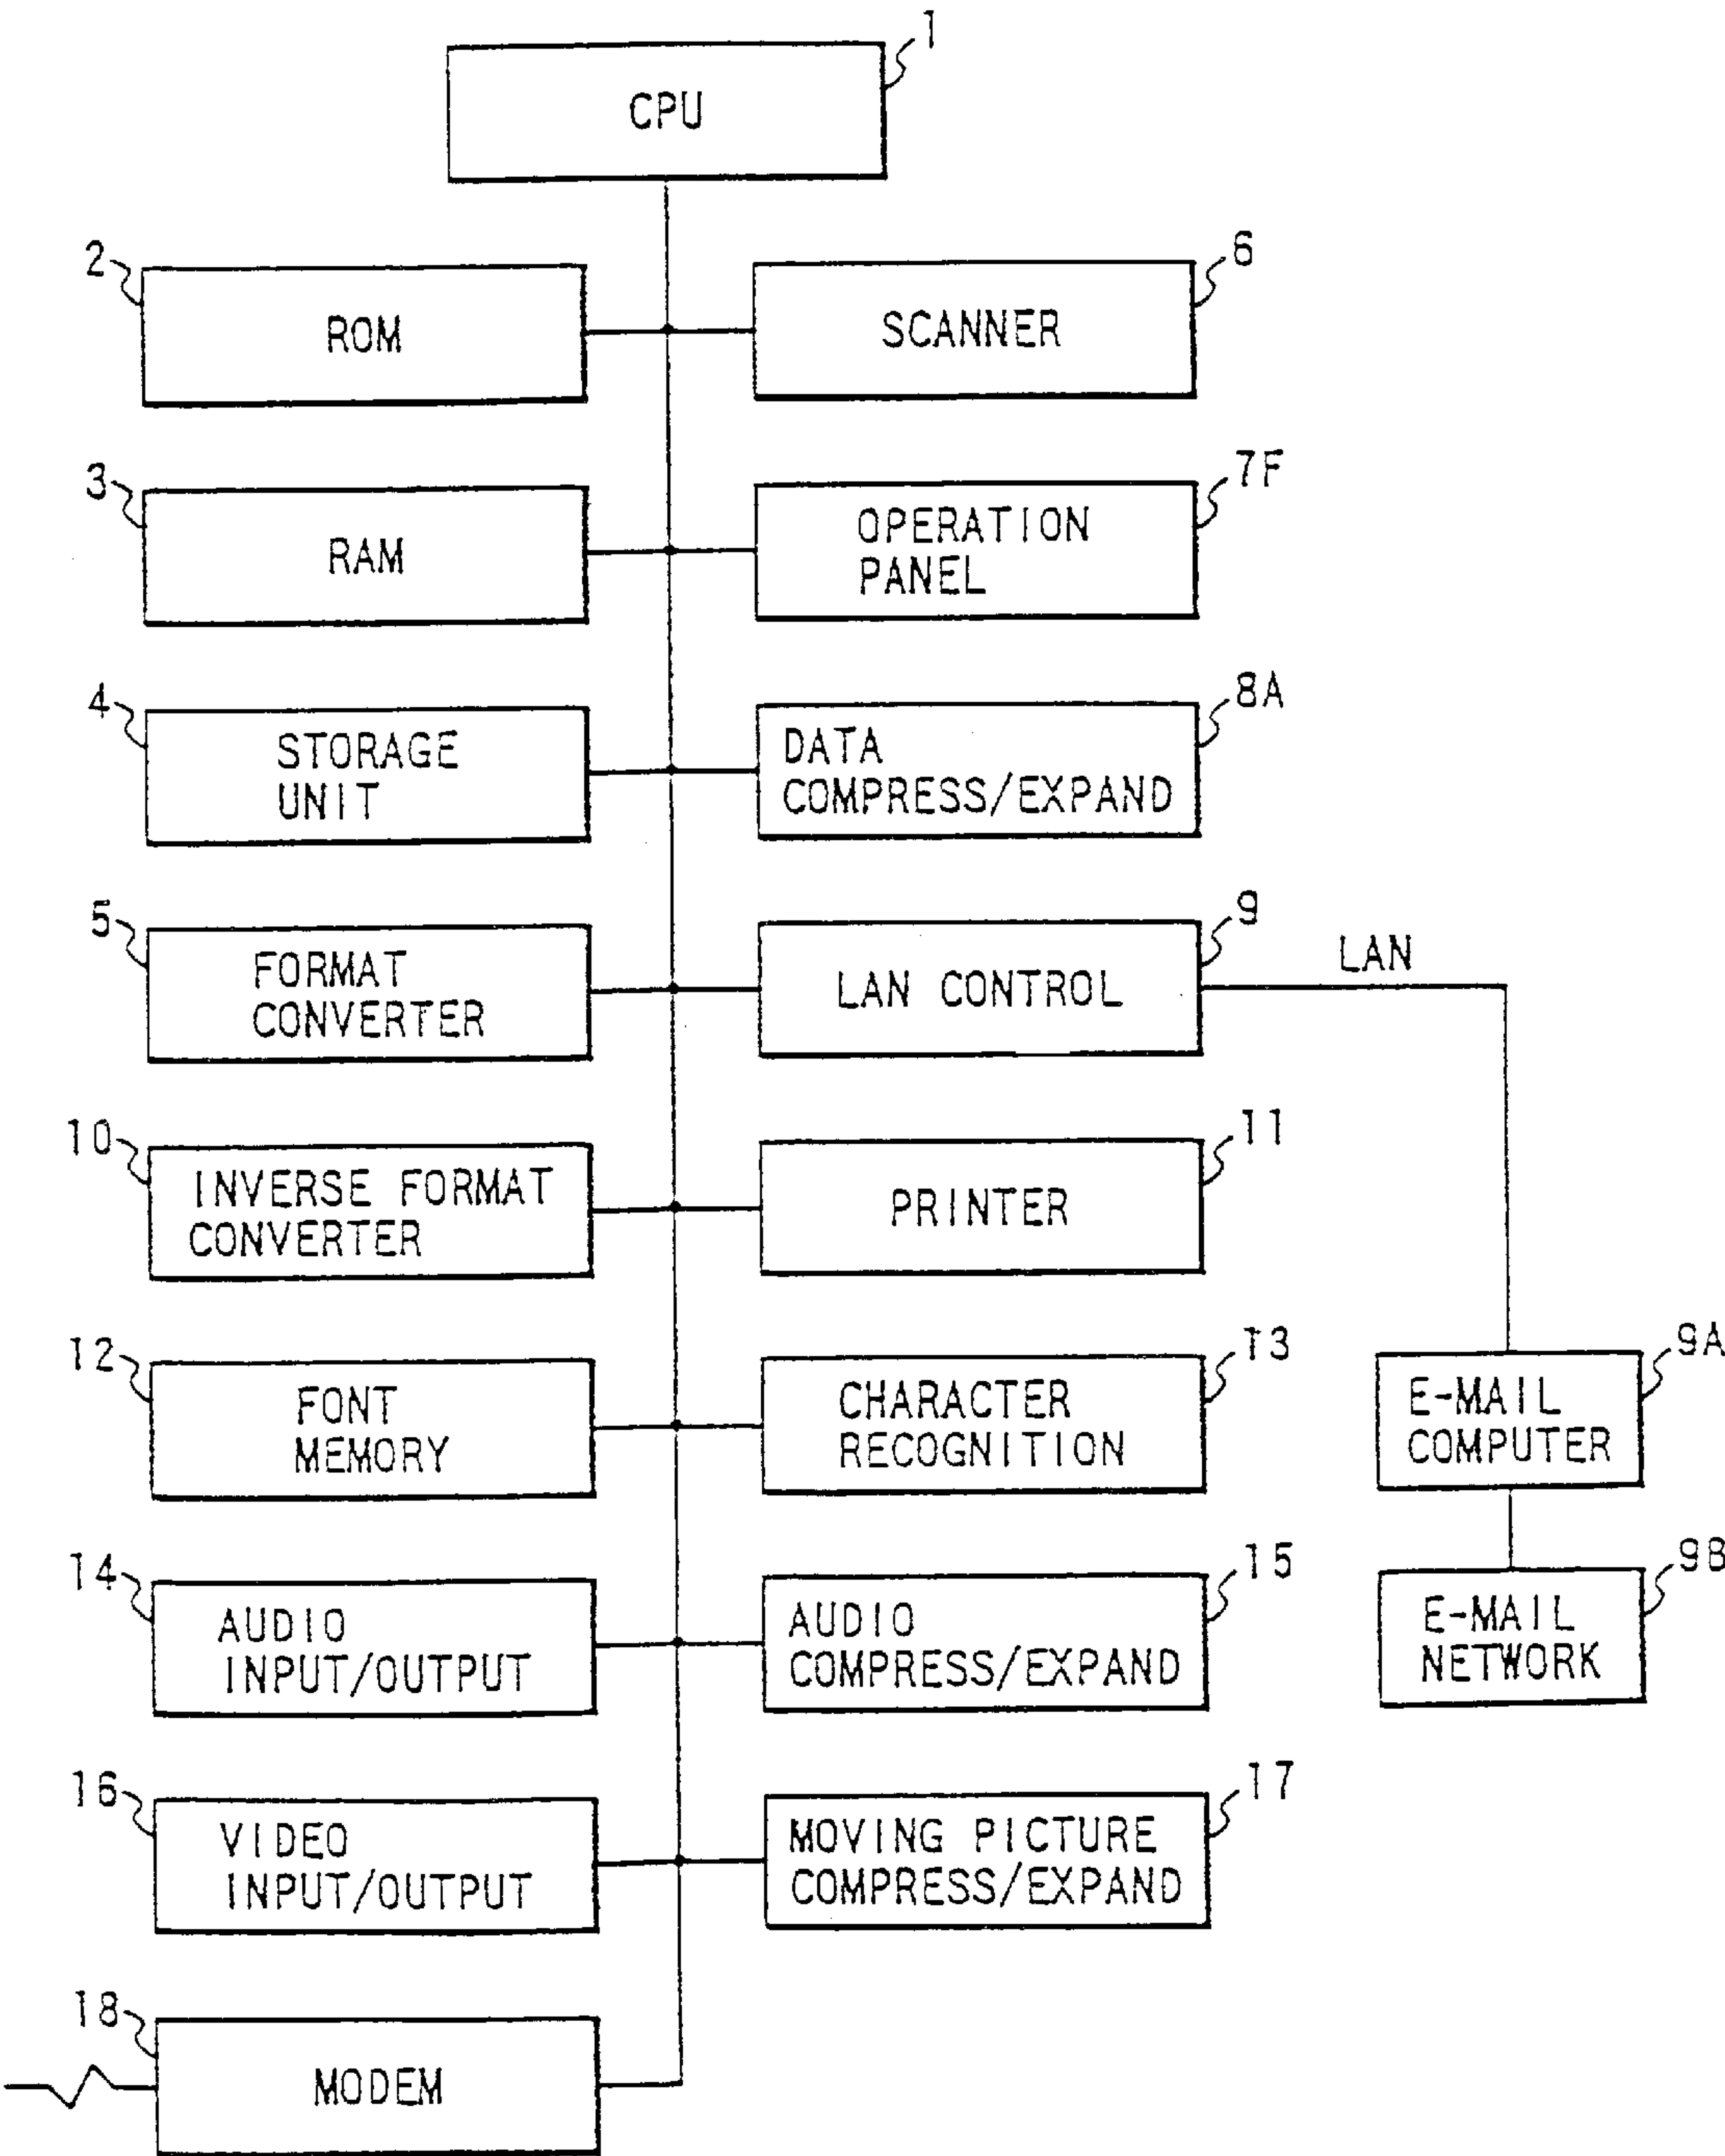 1
CPU
2
ROM
6
SCANNER
3
RAM
7F
OPERATION
PANEL
4
STORAGE
UNIT
8A
DATA
COMPRESS/EXPAND
5
FORMAT
CONVERTER
9
LAN CONTROL
LAN
10
INVERSE FORMAT
CONVERTER
11
PRINTER
12
FONT
MEMORY
13
CHARACTER
RECOGNITION
9A
E-MAIL
COMPUTER
14
AUDIO
INPUT/OUTPUT
15
AUDIO
COMPRESS/EXPAND
9B
E-MAIL
NETWORK
16
VIDEO
INPUT/OUTPUT
17
MOVING PICTURE
COMPRESS/EXPAND
18
MODEM